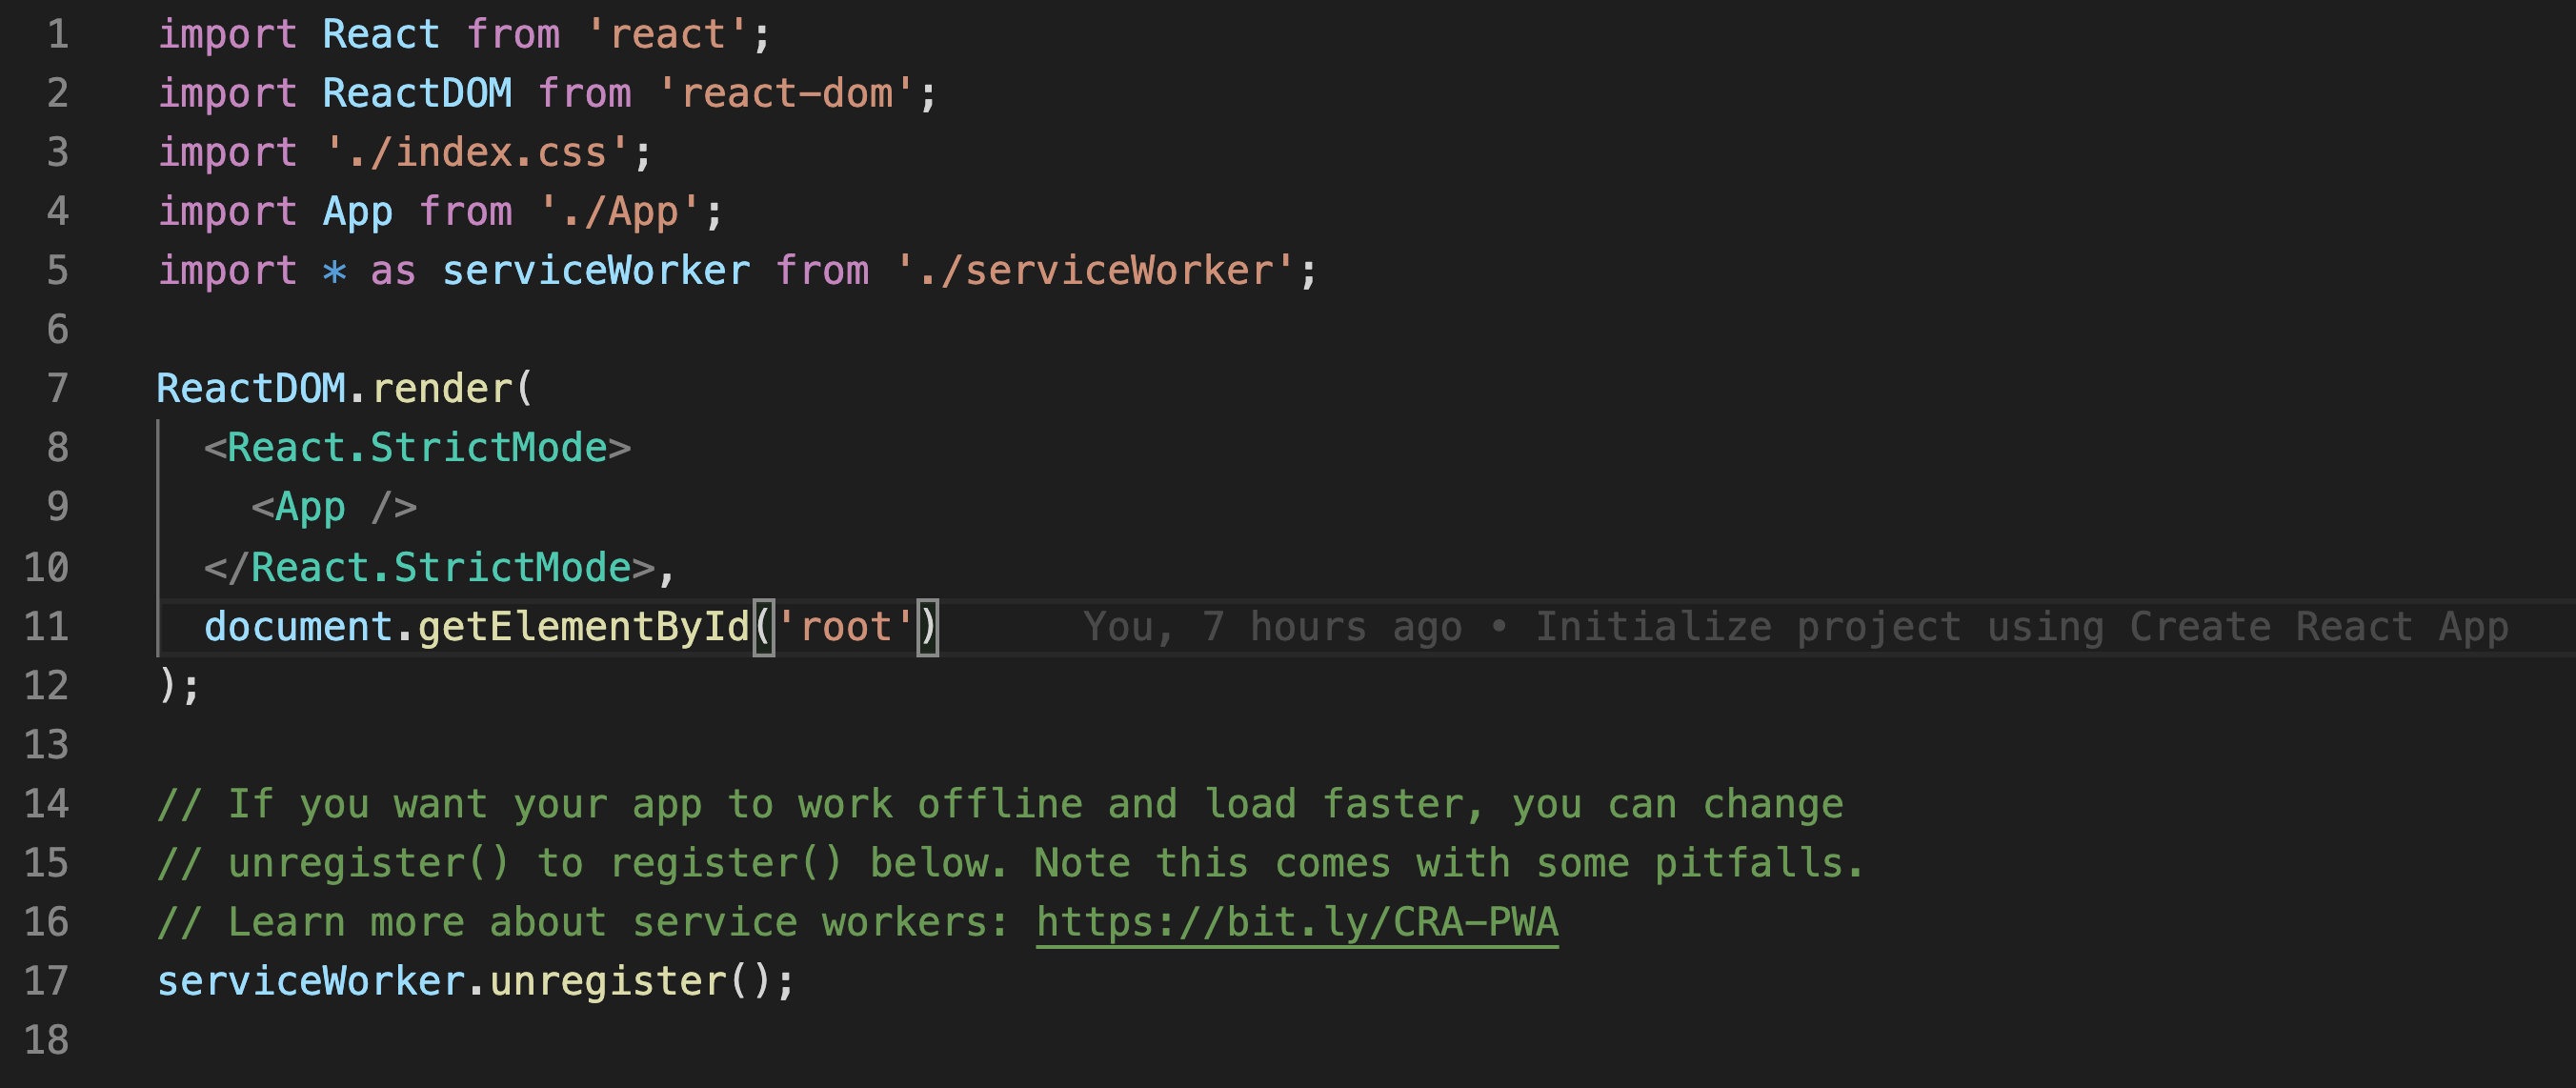 1 import React from 'react';
2 import ReactDOM from 'react-dom';
3 import './index.css';
4 import App from './App';
5 import * as serviceWorker from './serviceWorker';
6
7 ReactDOM.render(
8   <React.StrictMode>
9     <App />
10   </React.StrictMode>,
11   document.getElementById('root') You, 7 hours ago • Initialize project using Create React App
12 );
13
14 // If you want your app to work offline and load faster, you can change
15 // unregister() to register() below. Note this comes with some pitfalls.
16 // Learn more about service workers: https://bit.ly/CRA-PWA
17 serviceWorker.unregister();
18